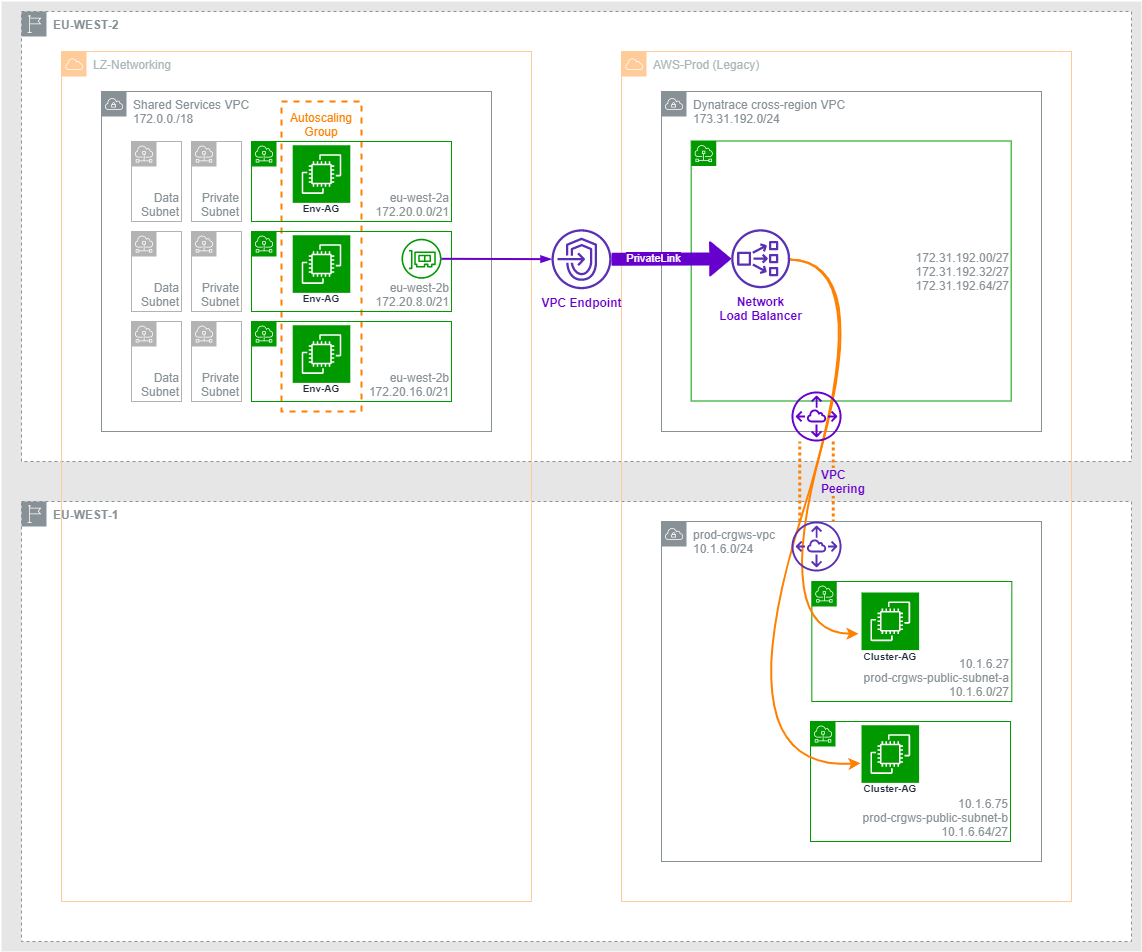 EU-WEST-2
LZ-Networking
Shared Services VPC
172.0.0./18
Autoscaling
Group
Data
Subnet
Private
Subnet
Env-AG
eu-west-2a
172.20.0.0/21
Data
Subnet
Private
Subnet
Env-AG
eu-west-2b
172.20.8.0/21
Data
Subnet
Private
Subnet
Env-AG
eu-west-2b
172.20.16.0/21
VPC Endpoint
PrivateLink
AWS-Prod (Legacy)
Dynatrace cross-region VPC
173.31.192.0/24
Network
Load Balancer
172.31.192.00/27
172.31.192.32/27
172.31.192.64/27
VPC
Peering
EU-WEST-1
prod-crgws-vpc
10.1.6.0/24
Cluster-AG
10.1.6.27
prod-crgws-public-subnet-a
10.1.6.0/27
Cluster-AG
10.1.6.75
prod-crgws-public-subnet-b
10.1.6.64/27